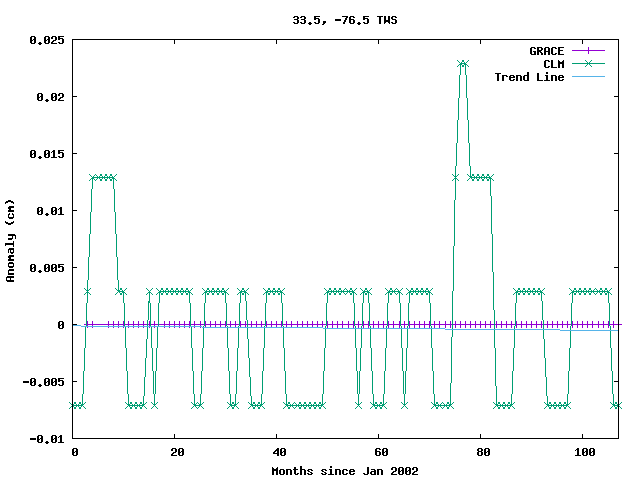 33.5, -76.5 TWS
0.025
0.02
0.015
0.01
0.005
0
-0.005
-0.01
Anomaly (cm)
GRACE
CLM
Trend Line
0 20 40 60 80 100
Months since Jan 2002